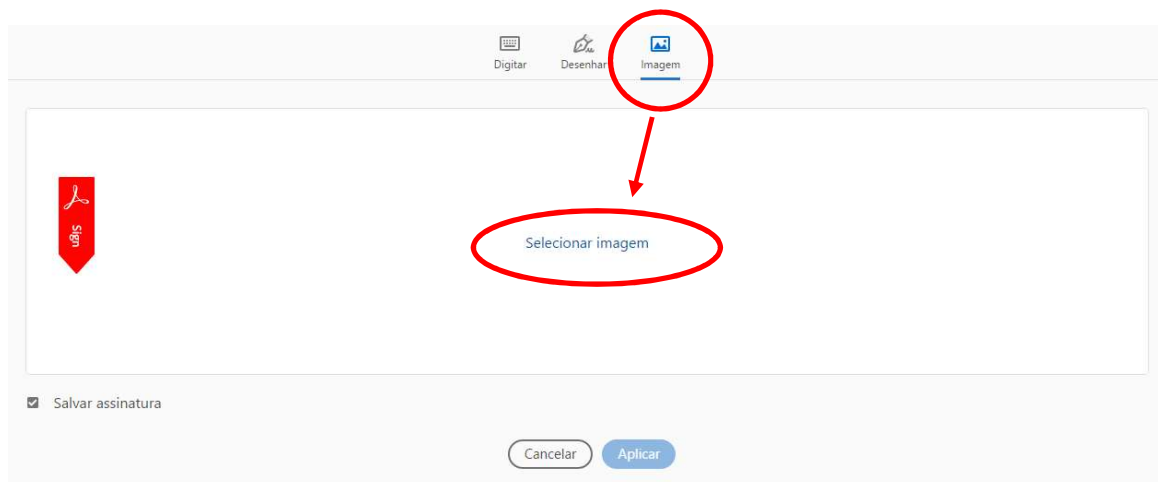 Digitar
Desenhar
Imagem
Sign
Selecionar imagem
Salvar assinatura
Cancelar
Aplicar